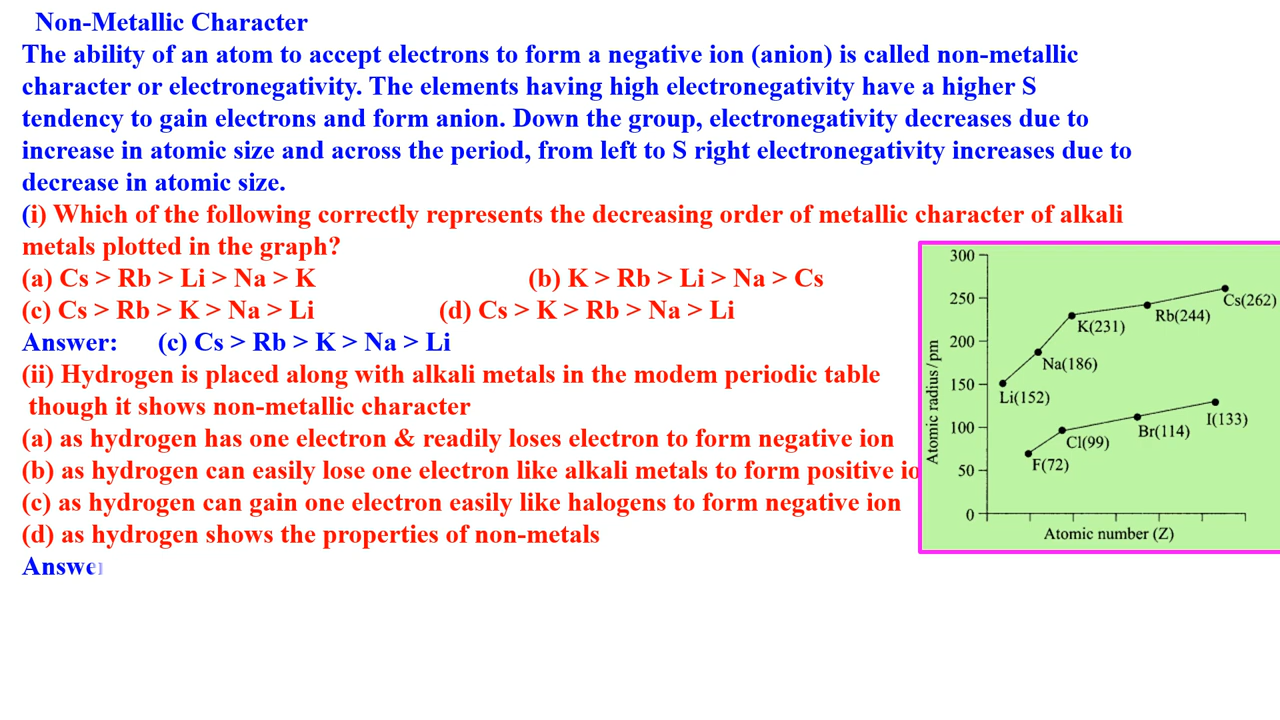 Non-Metallic Character
The ability of an atom to accept electrons to form a negative ion (anion) is called non-metallic
character or electronegativity. The elements having high electronegativity have a higher S
tendency to gain electrons and form anion. Down the group, electronegativity decreases due to
increase in atomic size and across the period, from left to S right electronegativity increases due to
decrease in atomic size.
(i) Which of the following correctly represents the decreasing order of metallic character of alkali
metals plotted in the graph?
(a) Cs > Rb > Li > Na > K (b) K > Rb > Li > Na > Cs
(c) Cs > Rb > K > Na > Li (d) Cs > K > Rb > Na > Li
Answer: (c) Cs > Rb > K > Na > Li
(ii) Hydrogen is placed along with alkali metals in the modem periodic table
though it shows non-metallic character
(a) as hydrogen has one electron & readily loses electron to form negative ion
(b) as hydrogen can easily lose one electron like alkali metals to form positive io
(c) as hydrogen can gain one electron easily like halogens to form negative ion
(d) as hydrogen shows the properties of non-metals
Answe
300
250
200
150
100
50
0
Atomic radius/pm
Cs(262)
Rb(244)
K(231)
Na(186)
Li(152)
I(133)
Br(114)
Cl(99)
F(72)
Atomic number (Z)